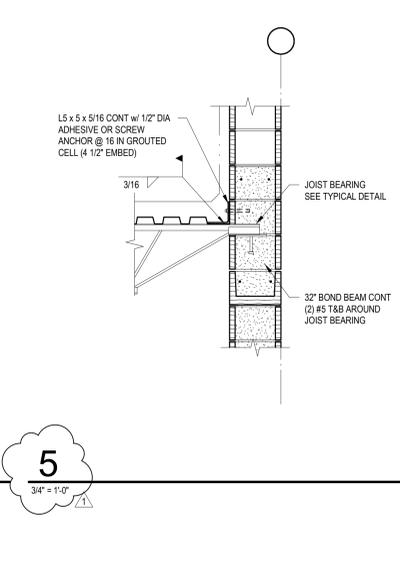 L5 x 5 x 5/16 CONT w/ 1/2" DIA
ADHESIVE OR SCREW
ANCHOR @ 16 IN GROUTED
CELL (4 1/2" EMBED)
3/16
JOIST BEARING
SEE TYPICAL DETAIL
32" BOND BEAM CONT
(2) #5 T&B AROUND
JOIST BEARING
5
3/4" = 1'-0"
1